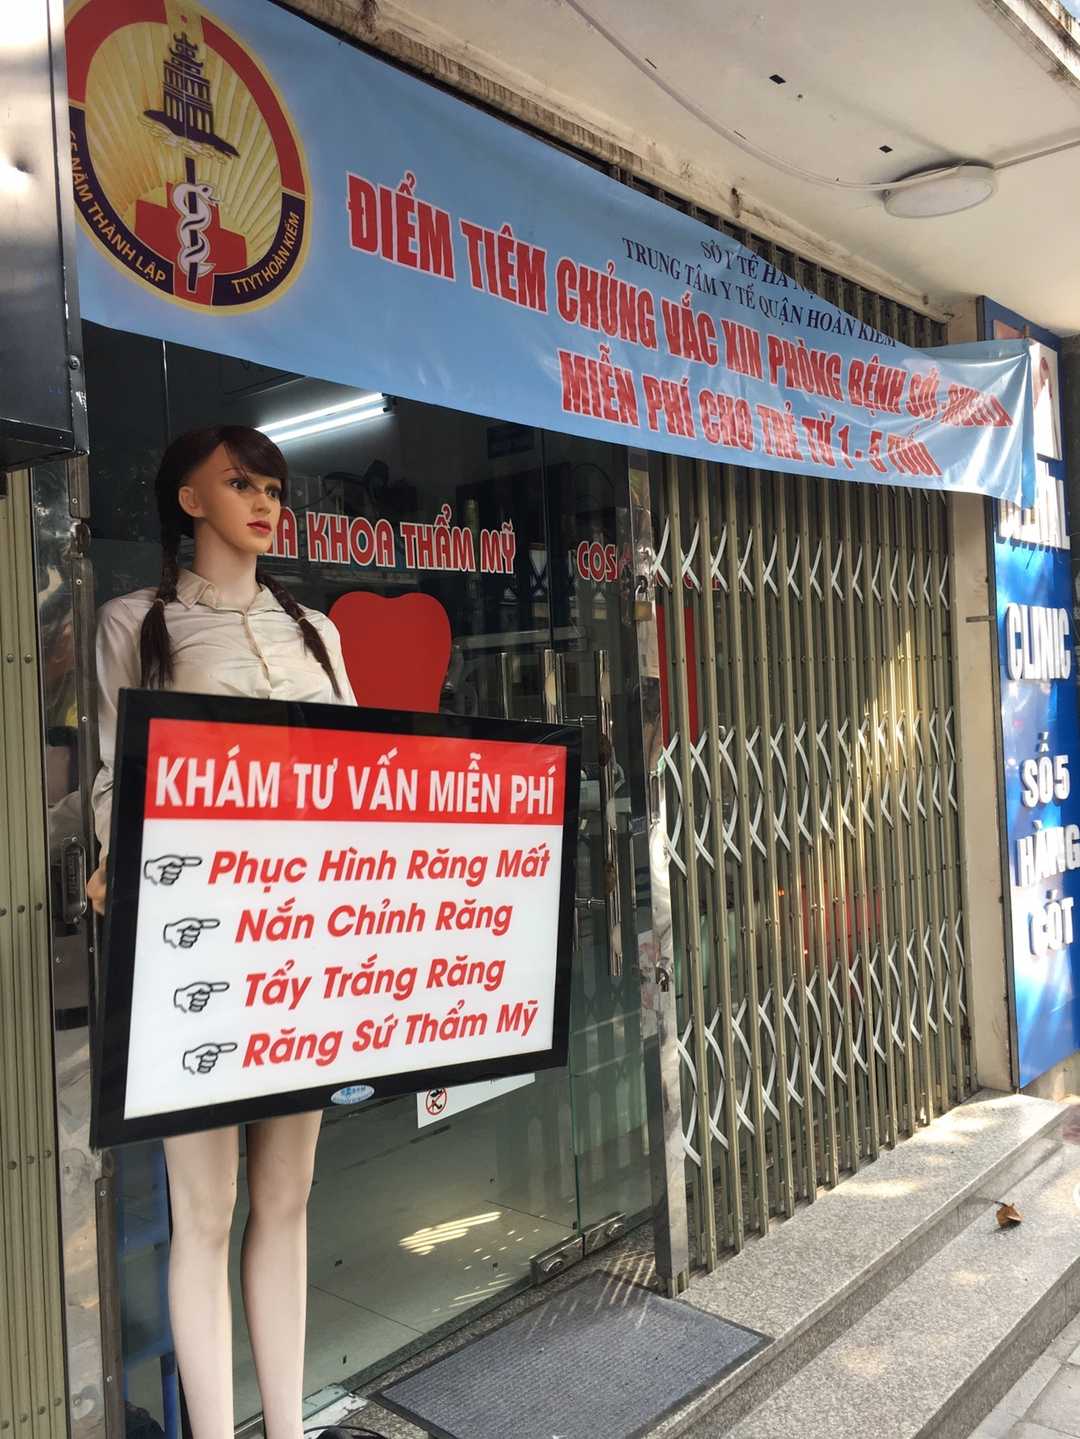 65 NĂM THÀNH LẬP
TTYT HOÀN KIẾM
SỞ Y TẾ HÀ NỘI
TRUNG TÂM Y TẾ QUẬN HOÀN KIẾM
ĐIỂM TIÊM CHỦNG VẮC XIN PHÒNG BỆNH SỞI, RUBELLA
MIỄN PHÍ CHO TRẺ TỪ 1 - 5 TUỔI
KHOA THẨM MỸ
KHÁM TƯ VẤN MIỄN PHÍ
Phục Hình Răng Mất
Nắn Chỉnh Răng
Tẩy Trắng Răng
Răng Sứ Thẩm Mỹ
CLINIC
SỐ 5
HÀNG
CÓT